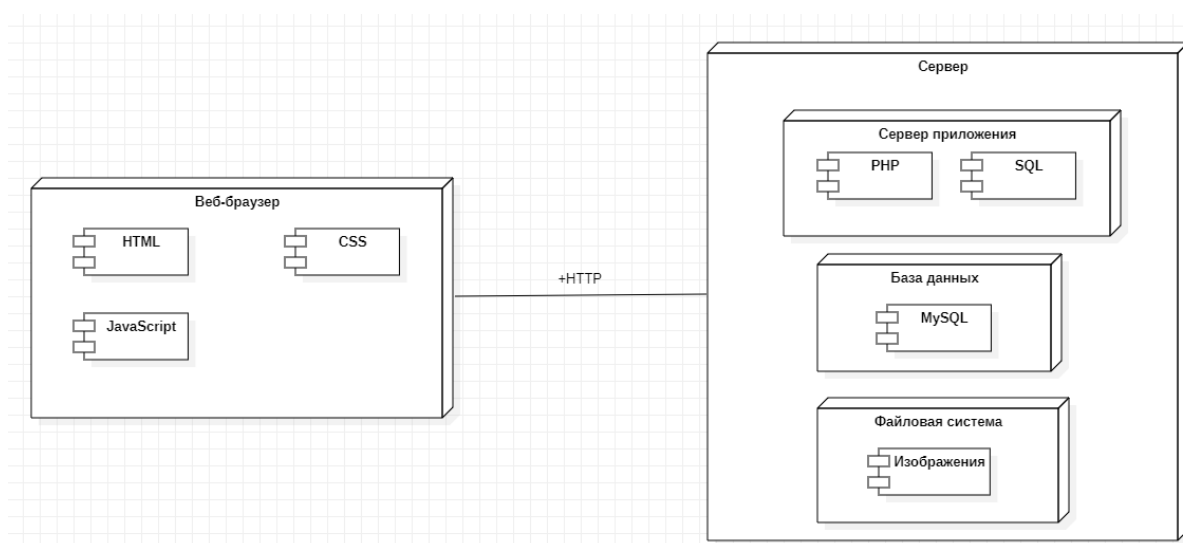 Веб-браузер
HTML
CSS
JavaScript
+HTTP
Сервер
Сервер приложения
PHP
SQL
База данных
MySQL
Файловая система
Изображения